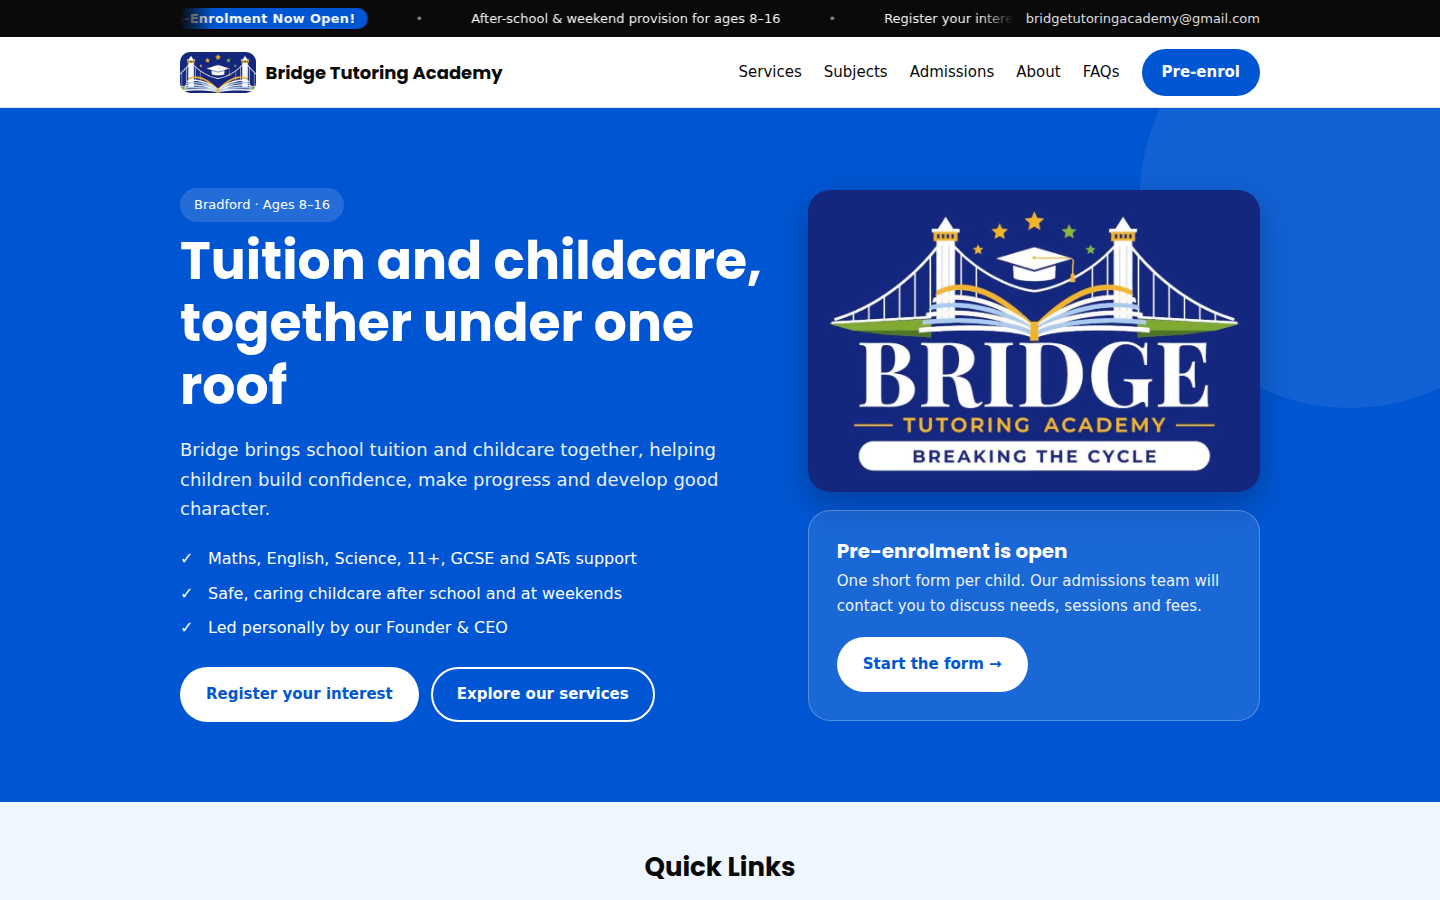 -Enrolment Now Open!
•
After-school & weekend provision for ages 8–16
•
Register your intere
bridgetutoringacademy@gmail.com
Bridge Tutoring Academy
Services
Subjects
Admissions
About
FAQs
Pre-enrol
Bradford · Ages 8–16
Tuition and childcare,
together under one
roof
Bridge brings school tuition and childcare together, helping
children build confidence, make progress and develop good
character.
✓ Maths, English, Science, 11+, GCSE and SATs support
✓ Safe, caring childcare after school and at weekends
✓ Led personally by our Founder & CEO
Register your interest
Explore our services
BRIDGE
TUTORING ACADEMY
BREAKING THE CYCLE
Pre-enrolment is open
One short form per child. Our admissions team will
contact you to discuss needs, sessions and fees.
Start the form →
Quick Links